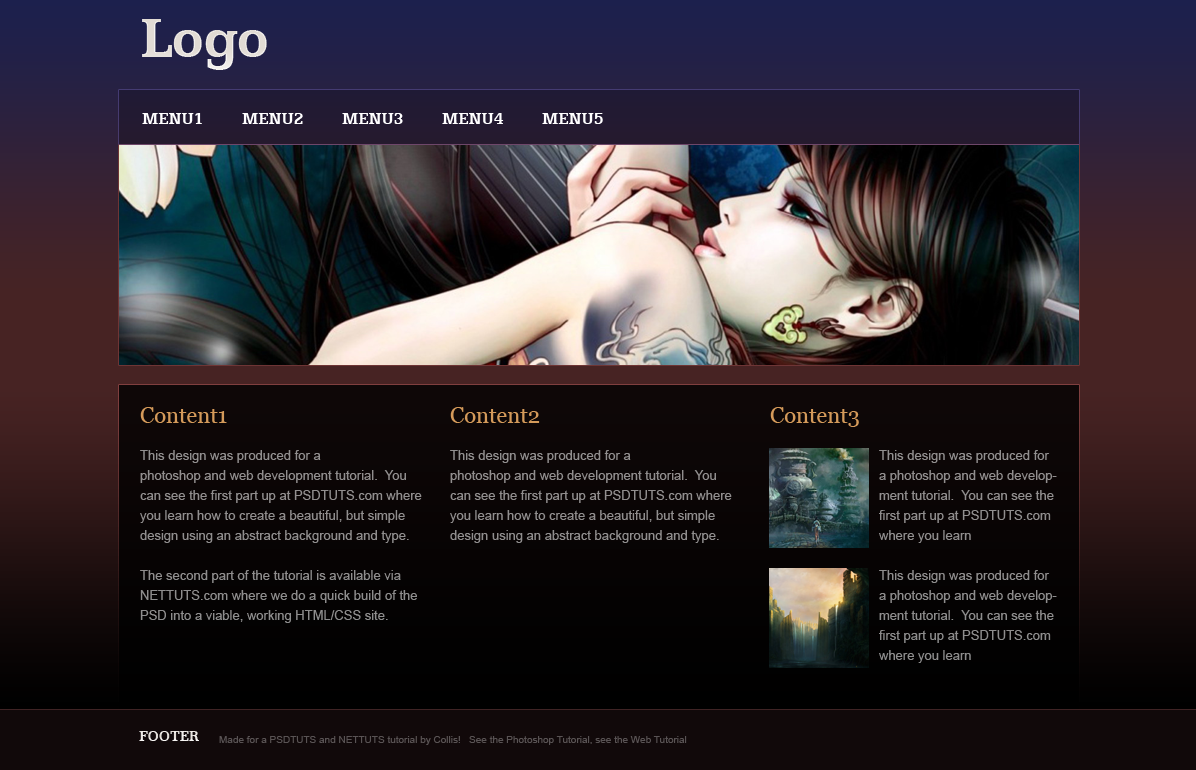 Logo
MENU1 MENU2 MENU3 MENU4 MENU5
Content1
This design was produced for a
photoshop and web development tutorial.  You
can see the first part up at PSDTUTS.com where
you learn how to create a beautiful, but simple
design using an abstract background and type.
The second part of the tutorial is available via
NETTUTS.com where we do a quick build of the
PSD into a viable, working HTML/CSS site.
Content2
This design was produced for a
photoshop and web development tutorial.  You
can see the first part up at PSDTUTS.com where
you learn how to create a beautiful, but simple
design using an abstract background and type.
Content3
This design was produced for
a photoshop and web develop-
ment tutorial.  You can see the
first part up at PSDTUTS.com
where you learn
This design was produced for
a photoshop and web develop-
ment tutorial.  You can see the
first part up at PSDTUTS.com
where you learn
FOOTER
Made for a PSDTUTS and NETTUTS tutorial by Collis!  See the Photoshop Tutorial, see the Web Tutorial